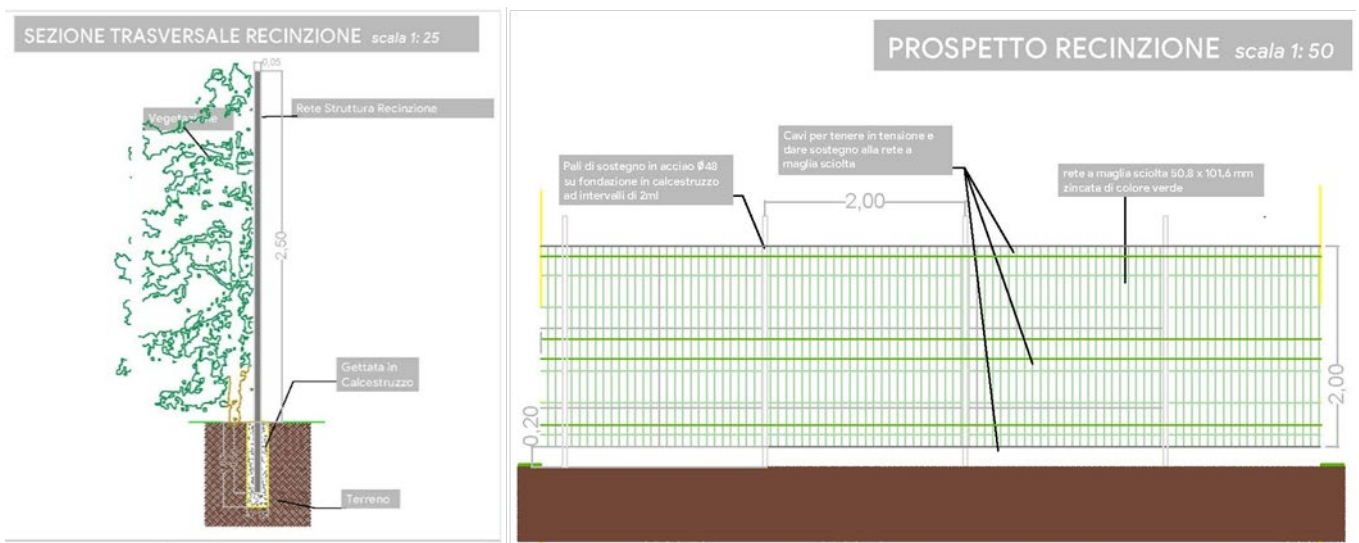 SEZIONE TRASVERSALE RECINZIONE scala 1: 25
0,05
Rete Struttura Recinzione
Vegetazione
2,50
Gettata in
Calcestruzzo
Terreno
PROSPETTO RECINZIONE scala 1: 50
Pali di sostegno in acciao Ø48
su fondazione in calcestruzzo
ad intervalli di 2ml
Cavi per tenere in tensione e
dare sostegno alla rete a
maglia sciolta
rete a maglia sciolta 50.8 x 101,6 mm
zincata di colore verde
2,00
2,00
0,20